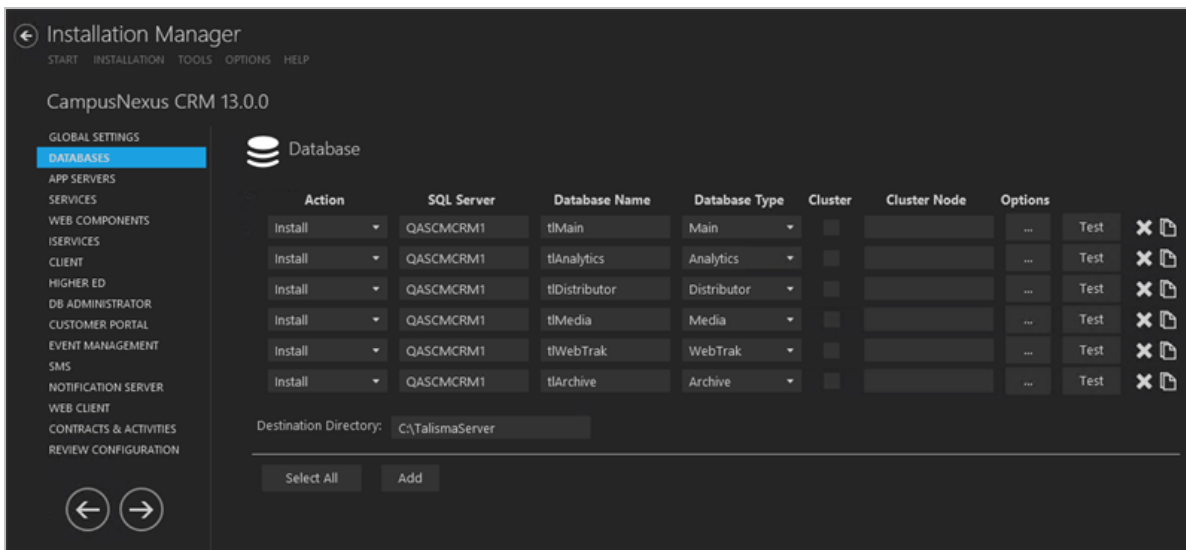 Installation Manager
START INSTALLATION TOOLS OPTIONS HELP
CampusNexus CRM 13.0.0
GLOBAL SETTINGS
DATABASES
APP SERVERS
SERVICES
WEB COMPONENTS
ISERVICES
CLIENT
HIGHER ED
DB ADMINISTRATOR
CUSTOMER PORTAL
EVENT MANAGEMENT
SMS
NOTIFICATION SERVER
WEB CLIENT
CONTRACTS & ACTIVITIES
REVIEW CONFIGURATION
Database
Action SQL Server Database Name Database Type Cluster Cluster Node Options
Install QASCMCRM1 tlMain Main ... Test
Install QASCMCRM1 tlAnalytics Analytics ... Test
Install QASCMCRM1 tlDistributor Distributor ... Test
Install QASCMCRM1 tlMedia Media ... Test
Install QASCMCRM1 tlWebTrak WebTrak ... Test
Install QASCMCRM1 tlArchive Archive ... Test
Destination Directory: C:\TalismaServer
Select All Add